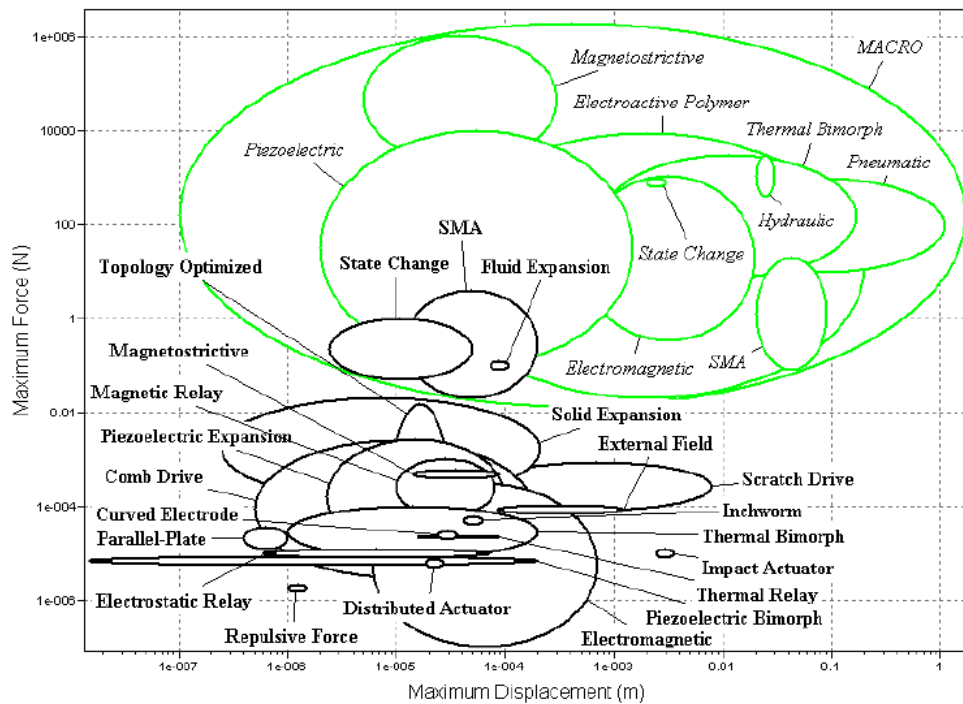 1e+006
10000
100
1
0.01
1e-004
1e-006
Maximum Force (N)
MACRO
Magnetostrictive
Electroactive Polymer
Thermal Bimorph
Piezoelectric
Pneumatic
Hydraulic
SMA
State Change
Topology Optimized
State Change
Fluid Expansion
Magnetostrictive
Electromagnetic
SMA
Magnetic Relay
Solid Expansion
Piezoelectric Expansion
External Field
Comb Drive
Scratch Drive
Curved Electrode
Inchworm
Parallel-Plate
Thermal Bimorph
Impact Actuator
Thermal Relay
Electrostatic Relay
Distributed Actuator
Piezoelectric Bimorph
Repulsive Force
Electromagnetic
1e-007
1e-006
1e-005
1e-004
1e-003
0.01
0.1
1
Maximum Displacement (m)